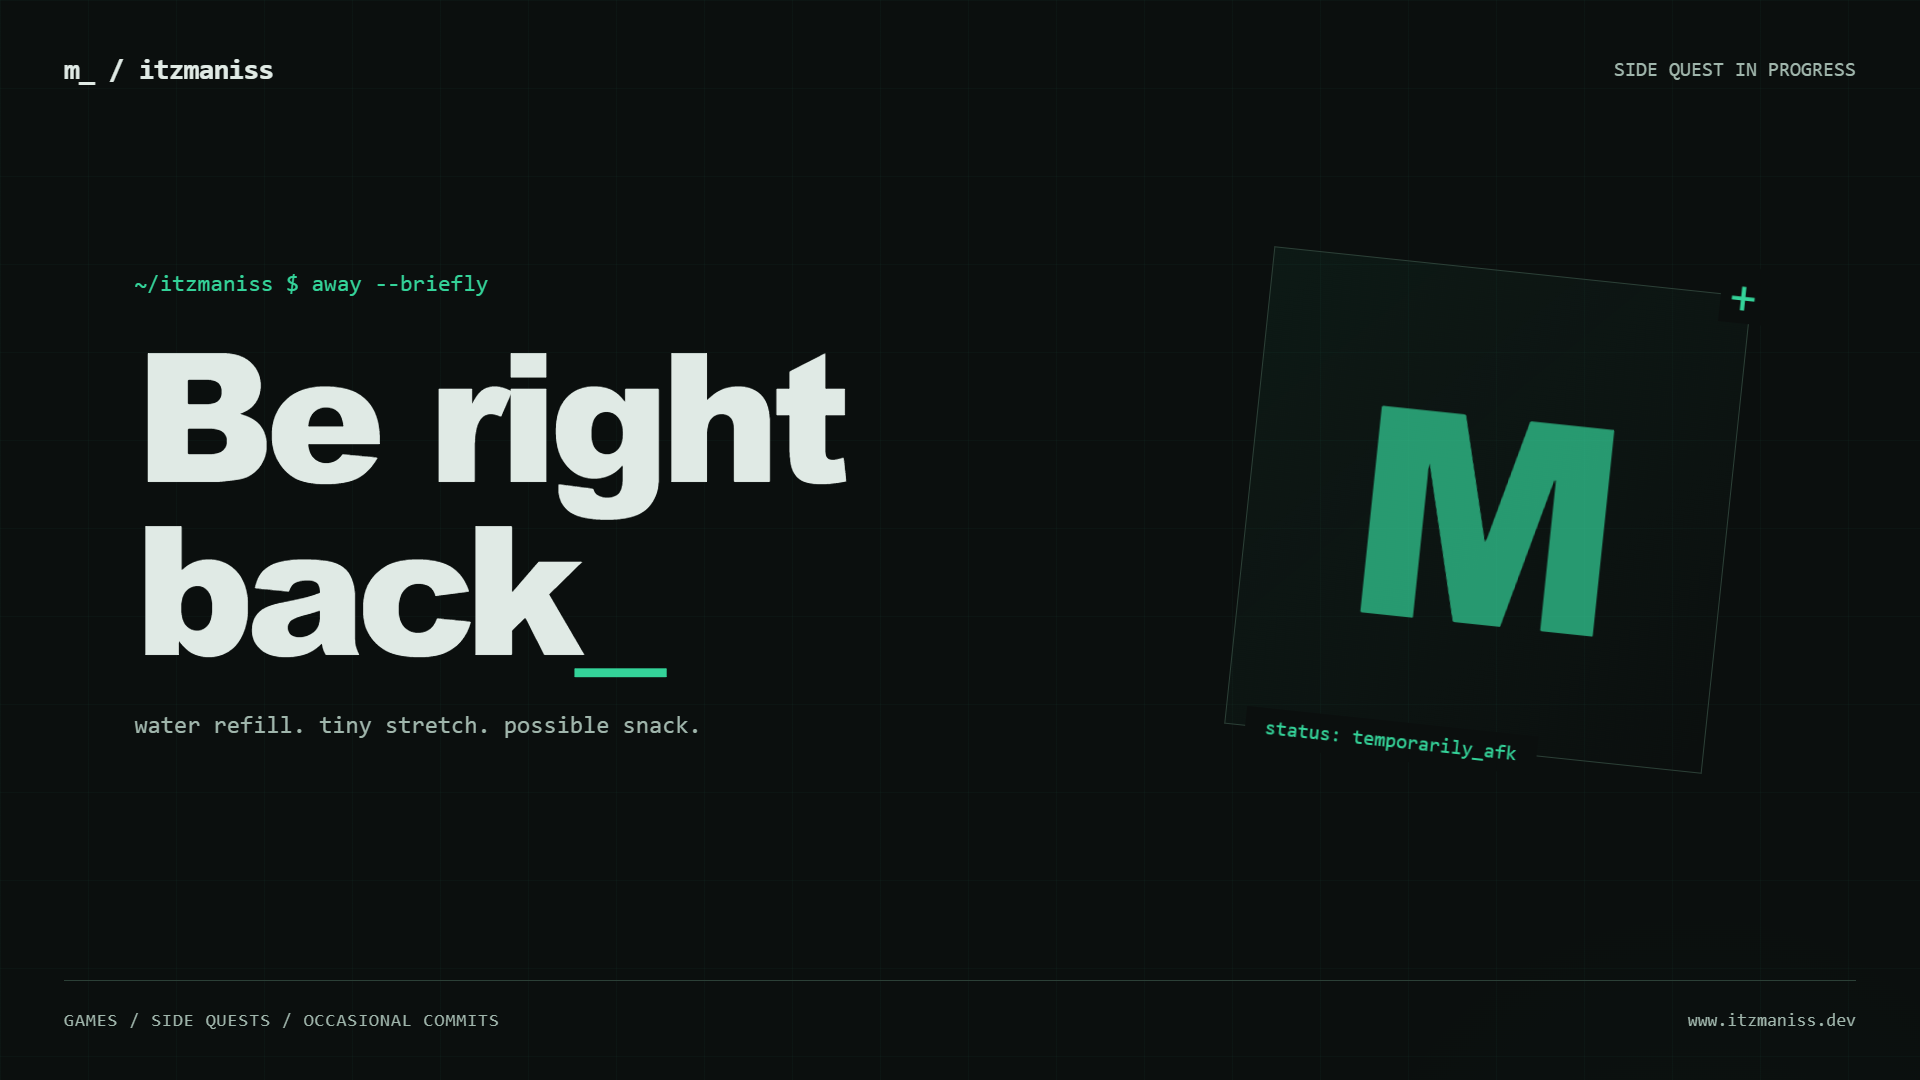 m_ / itzmaniss
SIDE QUEST IN PROGRESS
~/itzmaniss $ away --briefly
Be right
back_
water refill. tiny stretch. possible snack.
+
M
status: temporarily_afk
GAMES / SIDE QUESTS / OCCASIONAL COMMITS
www.itzmaniss.dev